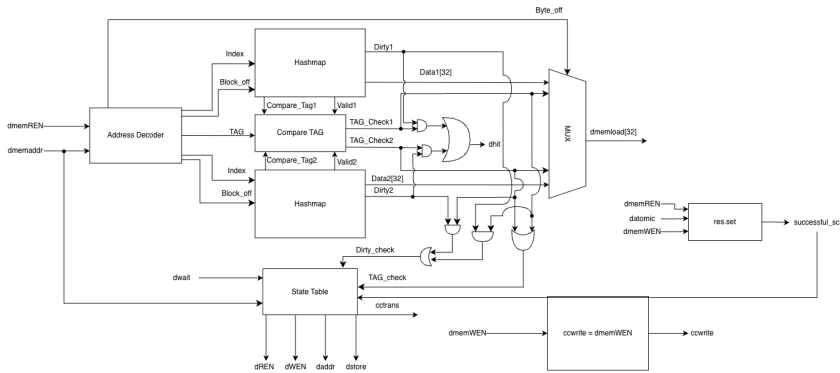 Byte_off
Dirty1
Index
Hashmap
Data1[32]
Block_off
Compare_Tag1
Valid1
dmemREN
Address Decoder
TAG
Compare TAG
TAG_Check1
TAG_Check2
dhit
MUX
dmemload[32]
dmemaddr
Compare_Tag2
Valid2
Index
Data2[32]
Block_off
Hashmap
Dirty2
dmemREN
datomic
dmemWEN
res.set
successful_sc
Dirty_check
TAG_check
dwait
State Table
cctrans
dmemWEN
ccwrite = dmemWEN
ccwrite
dREN
dWEN
daddr
dstore